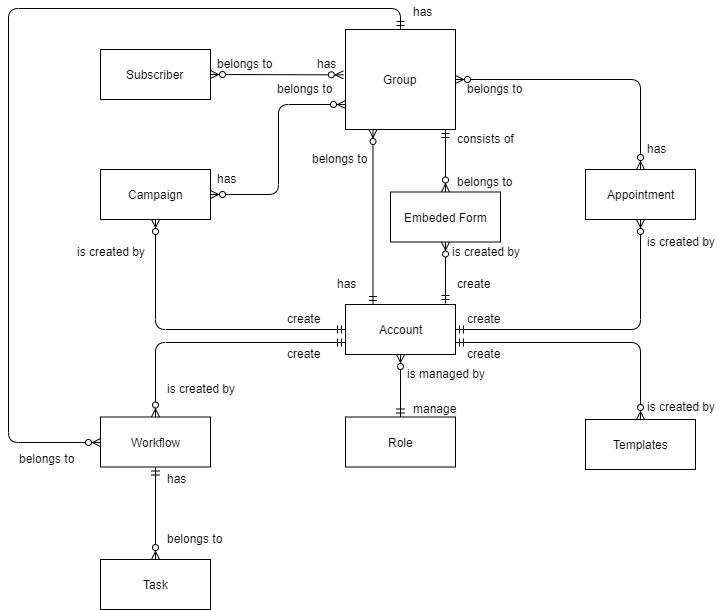 has
belongs to
has
Subscriber
Group
belongs to
belongs to
consists of
has
belongs to
has
belongs to
Campaign
Embeded Form
Appointment
is created by
is created by
is created by
has
create
create
create
Account
create
create
is managed by
is created by
manage
is created by
Workflow
Role
Templates
belongs to
has
belongs to
Task